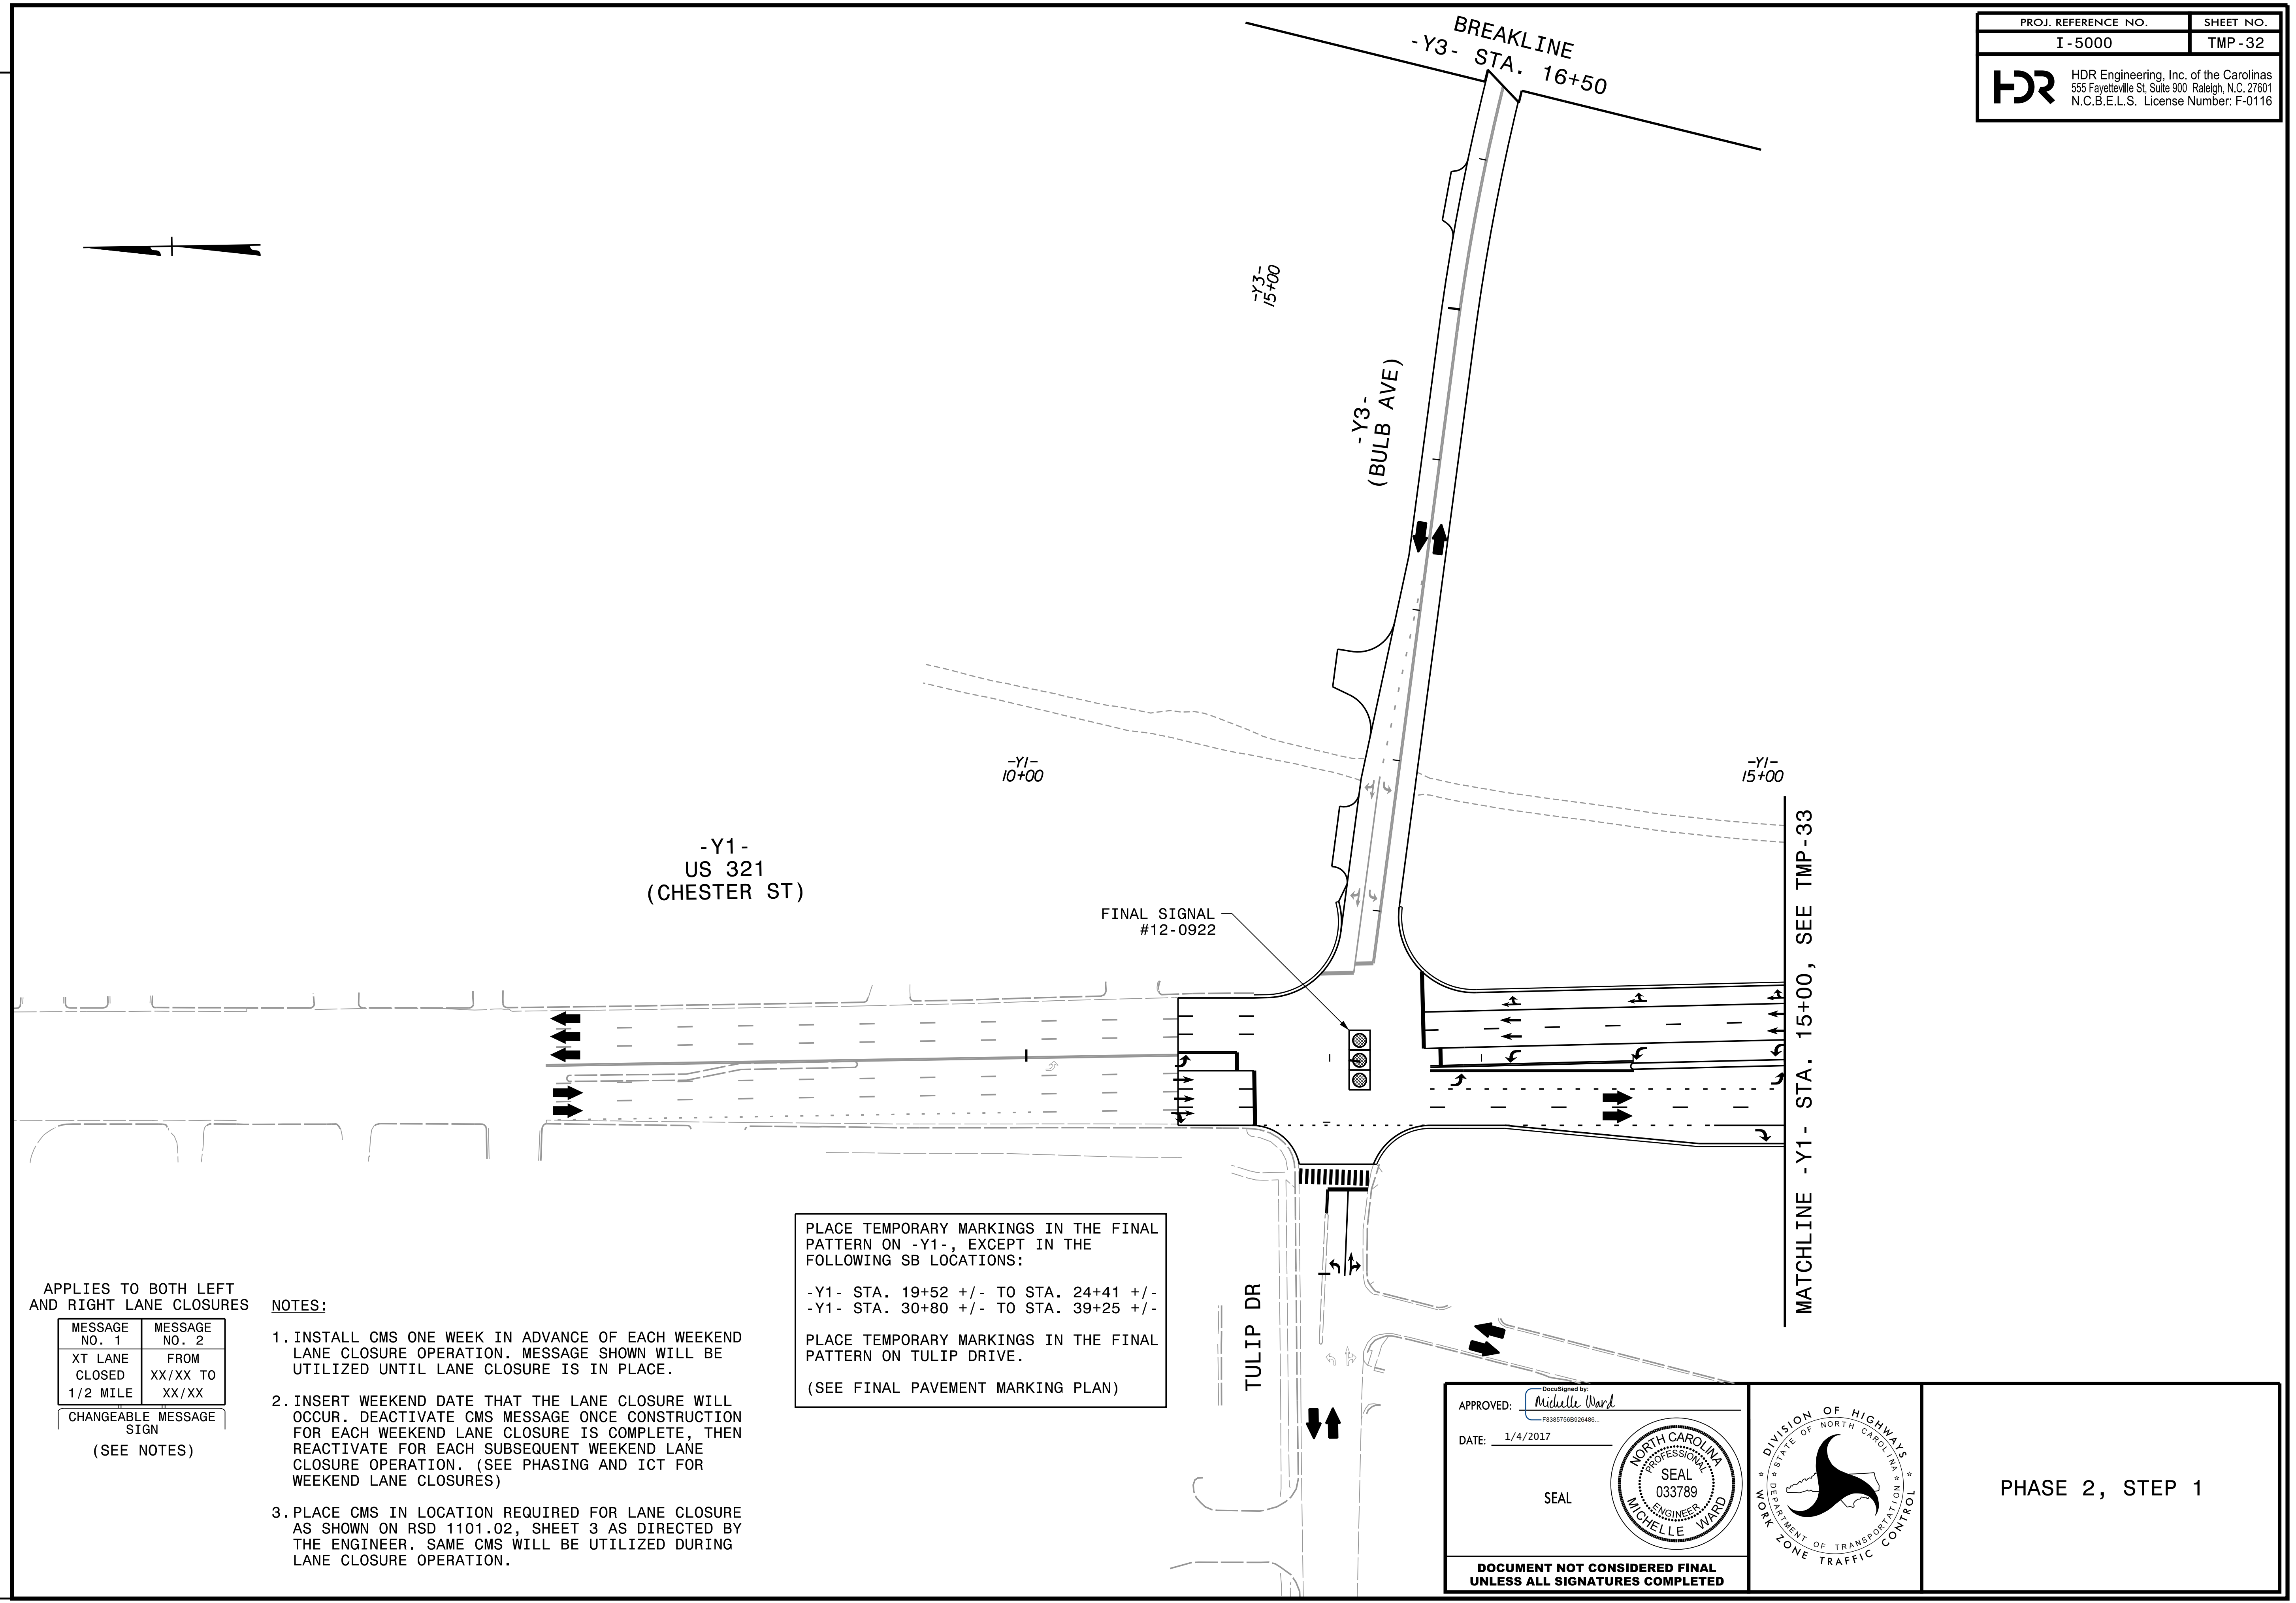 PROJ. REFERENCE NO.
SHEET NO.
I-5000
TMP-32
HDR
HDR Engineering, Inc. of the Carolinas
555 Fayetteville St, Suite 900 Raleigh, N.C. 27601
N.C.B.E.L.S. License Number: F-0116
BREAKLINE
-Y3- STA. 16+50
-Y3-
15+00
-Y3-
(BULB AVE)
-Y1-
10+00
-Y1-
15+00
-Y1-
US 321
(CHESTER ST)
FINAL SIGNAL
#12-0922
MATCHLINE -Y1- STA. 15+00, SEE TMP-33
TULIP DR
PLACE TEMPORARY MARKINGS IN THE FINAL
PATTERN ON -Y1-, EXCEPT IN THE
FOLLOWING SB LOCATIONS:
-Y1- STA. 19+52 +/- TO STA. 24+41 +/-
-Y1- STA. 30+80 +/- TO STA. 39+25 +/-
PLACE TEMPORARY MARKINGS IN THE FINAL
PATTERN ON TULIP DRIVE.
(SEE FINAL PAVEMENT MARKING PLAN)
APPLIES TO BOTH LEFT
AND RIGHT LANE CLOSURES
MESSAGE
NO. 1
MESSAGE
NO. 2
XT LANE
CLOSED
1/2 MILE
FROM
XX/XX TO
XX/XX
CHANGEABLE MESSAGE
SIGN
(SEE NOTES)
NOTES:
1. INSTALL CMS ONE WEEK IN ADVANCE OF EACH WEEKEND
LANE CLOSURE OPERATION. MESSAGE SHOWN WILL BE
UTILIZED UNTIL LANE CLOSURE IS IN PLACE.
2. INSERT WEEKEND DATE THAT THE LANE CLOSURE WILL
OCCUR. DEACTIVATE CMS MESSAGE ONCE CONSTRUCTION
FOR EACH WEEKEND LANE CLOSURE IS COMPLETE, THEN
REACTIVATE FOR EACH SUBSEQUENT WEEKEND LANE
CLOSURE OPERATION. (SEE PHASING AND ICT FOR
WEEKEND LANE CLOSURES)
3. PLACE CMS IN LOCATION REQUIRED FOR LANE CLOSURE
AS SHOWN ON RSD 1101.02, SHEET 3 AS DIRECTED BY
THE ENGINEER. SAME CMS WILL BE UTILIZED DURING
LANE CLOSURE OPERATION.
DocuSigned by:
APPROVED: Michelle Ward
F8385756B926486...
DATE: 1/4/2017
SEAL
NORTH CAROLINA
PROFESSIONAL
SEAL
033789
ENGINEER
MICHELLE WARD
DOCUMENT NOT CONSIDERED FINAL
UNLESS ALL SIGNATURES COMPLETED
DIVISION OF HIGHWAYS
STATE OF NORTH CAROLINA
DEPARTMENT OF TRANSPORTATION
WORK ZONE TRAFFIC CONTROL
PHASE 2, STEP 1